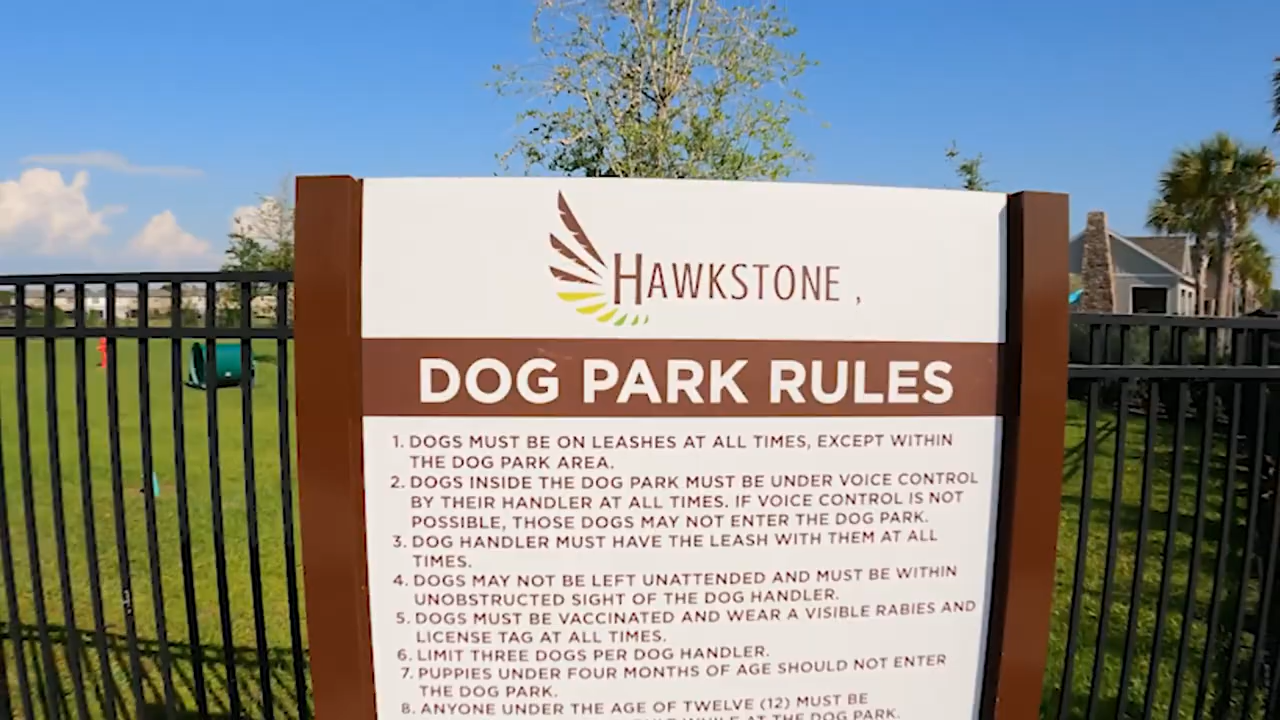 HAWKSTONE,
DOG PARK RULES
1. DOGS MUST BE ON LEASHES AT ALL TIMES, EXCEPT WITHIN
THE DOG PARK AREA.
2. DOGS INSIDE THE DOG PARK MUST BE UNDER VOICE CONTROL
BY THEIR HANDLER AT ALL TIMES. IF VOICE CONTROL IS NOT
POSSIBLE, THOSE DOGS MAY NOT ENTER THE DOG PARK.
3. DOG HANDLER MUST HAVE THE LEASH WITH THEM AT ALL
TIMES.
4. DOGS MAY NOT BE LEFT UNATTENDED AND MUST BE WITHIN
UNOBSTRUCTED SIGHT OF THE DOG HANDLER.
5. DOGS MUST BE VACCINATED AND WEAR A VISIBLE RABIES AND
LICENSE TAG AT ALL TIMES.
6. LIMIT THREE DOGS PER DOG HANDLER.
7. PUPPIES UNDER FOUR MONTHS OF AGE SHOULD NOT ENTER
THE DOG PARK.
8. ANYONE UNDER THE AGE OF TWELVE (12) MUST BE
WHILE AT THE DOG PARK.